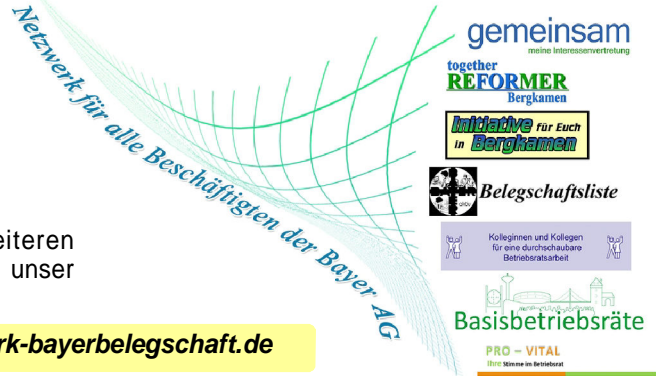 Netzwerk für alle Beschäftigten der Bayer AG
gemeinsam
meine Interessenvertretung
together
REFORMER
Bergkamen
Initiative für Euch
in Bergkamen
Belegschaftsliste
Kolleginnen und Kollegen
für eine durchschaubare
Betriebsratsarbeit
Basisbetriebsräte
PRO – VITAL
Ihre Stimme im Betriebsrat
eiteren
unser
rk-bayerbelegschaft.de